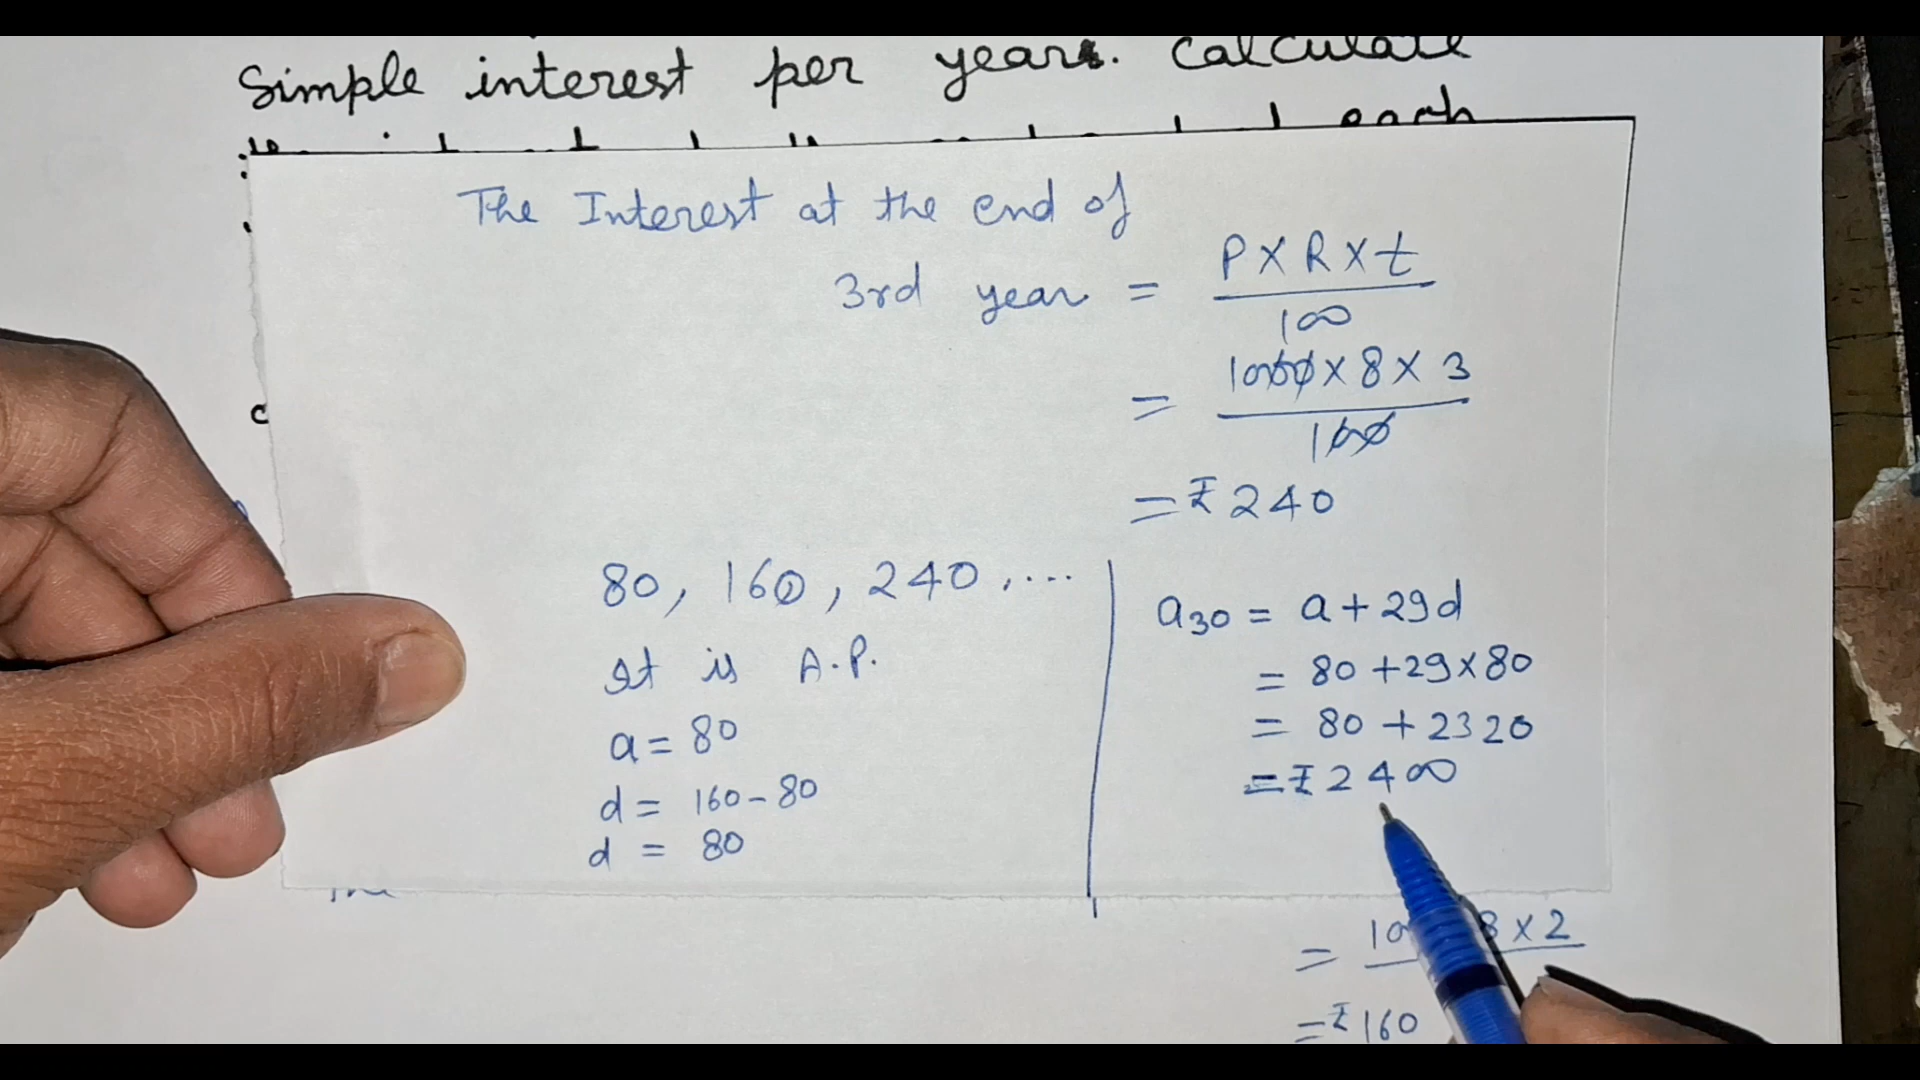 Simple interest per year. Calculate
each
The Interest at the end of
3rd year = P X R X t / 100
= 1000 X 8 X 3 / 100
= ₹ 240
80, 160, 240, ....
It is A.P.
a = 80
d = 160 - 80
d = 80
a30 = a + 29d
= 80 + 29 x 80
= 80 + 2320
= ₹ 2400
8 x 2
= ₹ 160